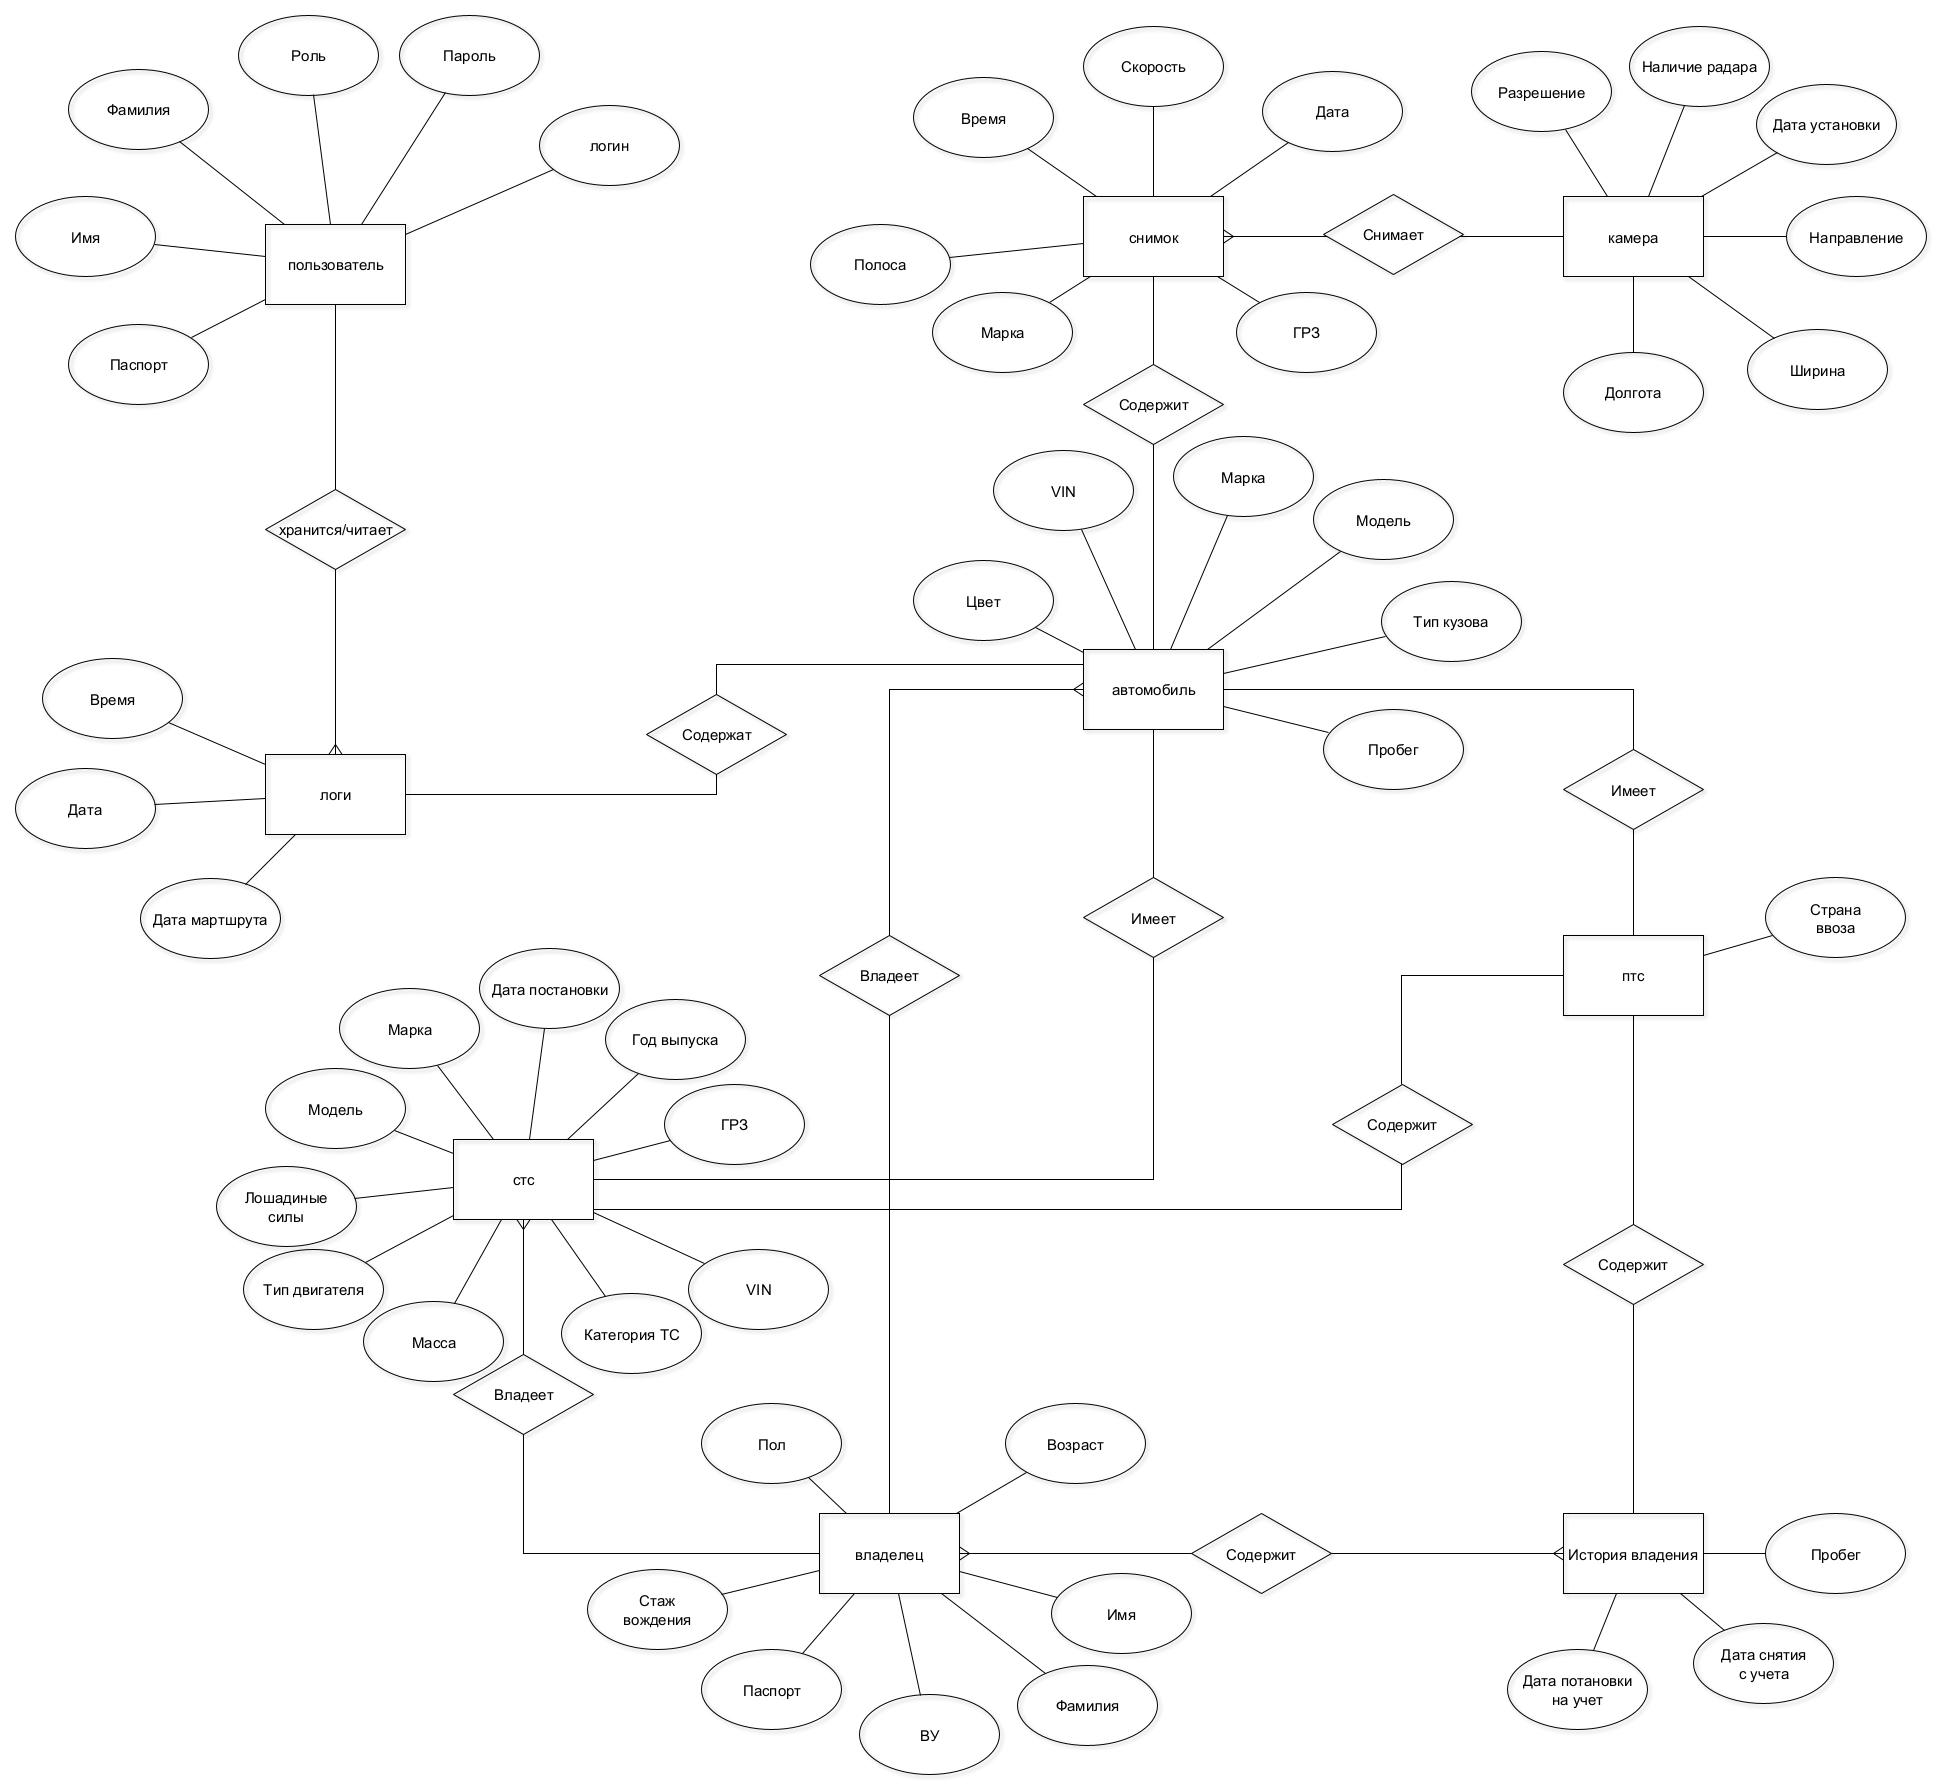 Роль
Пароль
Фамилия
логин
Имя
пользователь
Паспорт
хранится/читает
Время
Дата
логи
Дата мартшрута
Содержат
Скорость
Время
Дата
снимок
Полоса
Марка
ГРЗ
Снимает
Разрешение
Наличие радара
Дата установки
камера
Направление
Ширина
Долгота
Содержит
VIN
Марка
Модель
Цвет
Тип кузова
автомобиль
Пробег
Имеет
Имеет
Владеет
Страна
ввоза
птс
Содержит
Содержит
Дата постановки
Марка
Год выпуска
Модель
ГРЗ
стс
Лошадиные
силы
Тип двигателя
Масса
Категория ТС
VIN
Владеет
Пол
Возраст
владелец
Стаж
вождения
Паспорт
ВУ
Фамилия
Имя
Содержит
История владения
Пробег
Дата снятия
с учета
Дата потановки
на учет